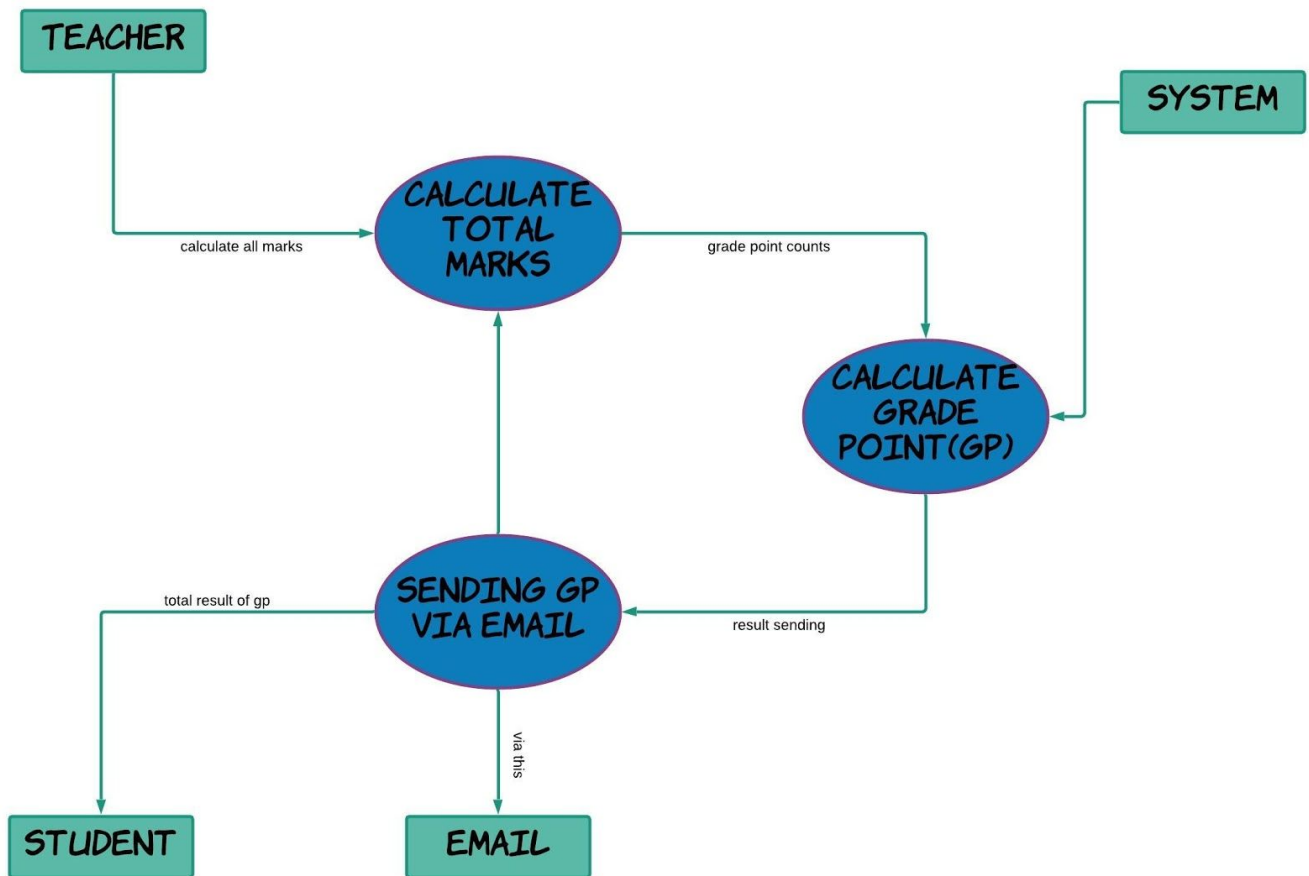 TEACHER
SYSTEM
CALCULATE
TOTAL
MARKS
calculate all marks
grade point counts
CALCULATE
GRADE
POINT(GP)
SENDING GP
VIA EMAIL
total result of gp
result sending
via this
STUDENT
EMAIL